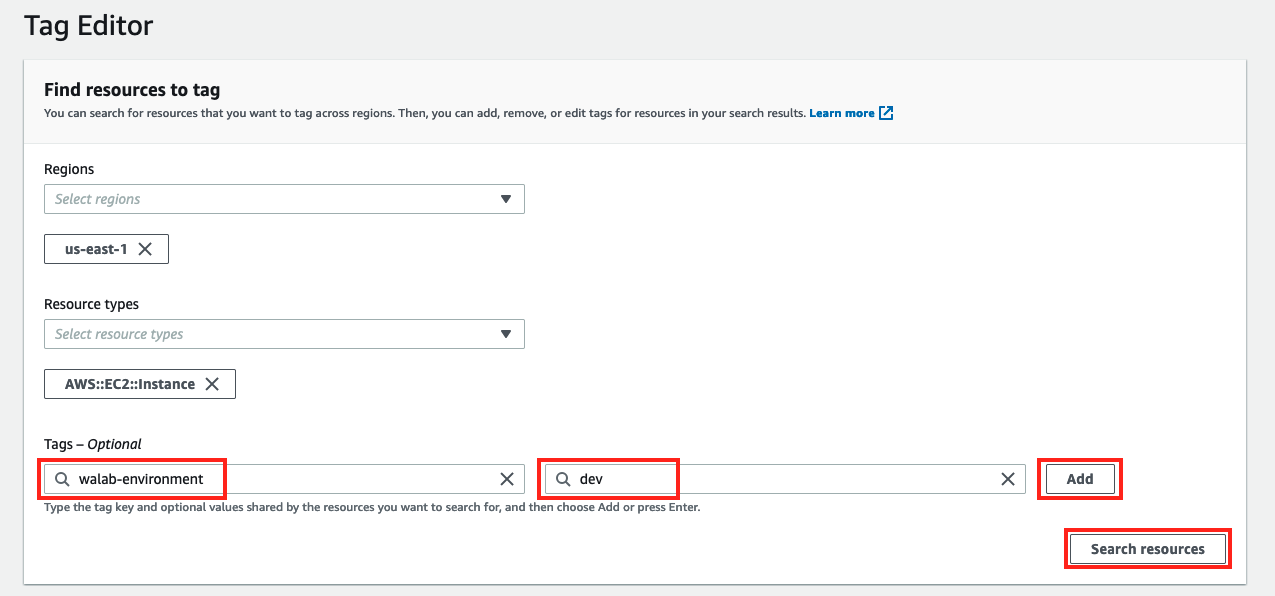 Tag Editor
Find resources to tag
You can search for resources that you want to tag across regions. Then, you can add, remove, or edit tags for resources in your search results. Learn more
Regions
Select regions
us-east-1
Resource types
Select resource types
AWS::EC2::Instance
Tags – Optional
walab-environment dev Add
Type the tag key and optional values shared by the resources you want to search for, and then choose Add or press Enter.
Search resources